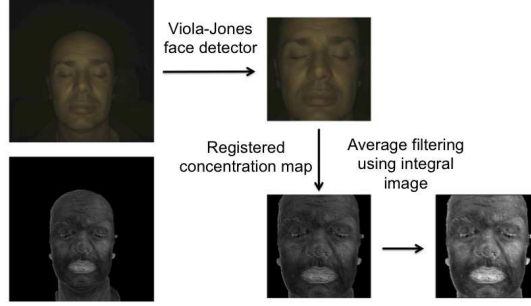 Viola-Jones
face detector
Registered
concentration map
Average filtering
using integral
image